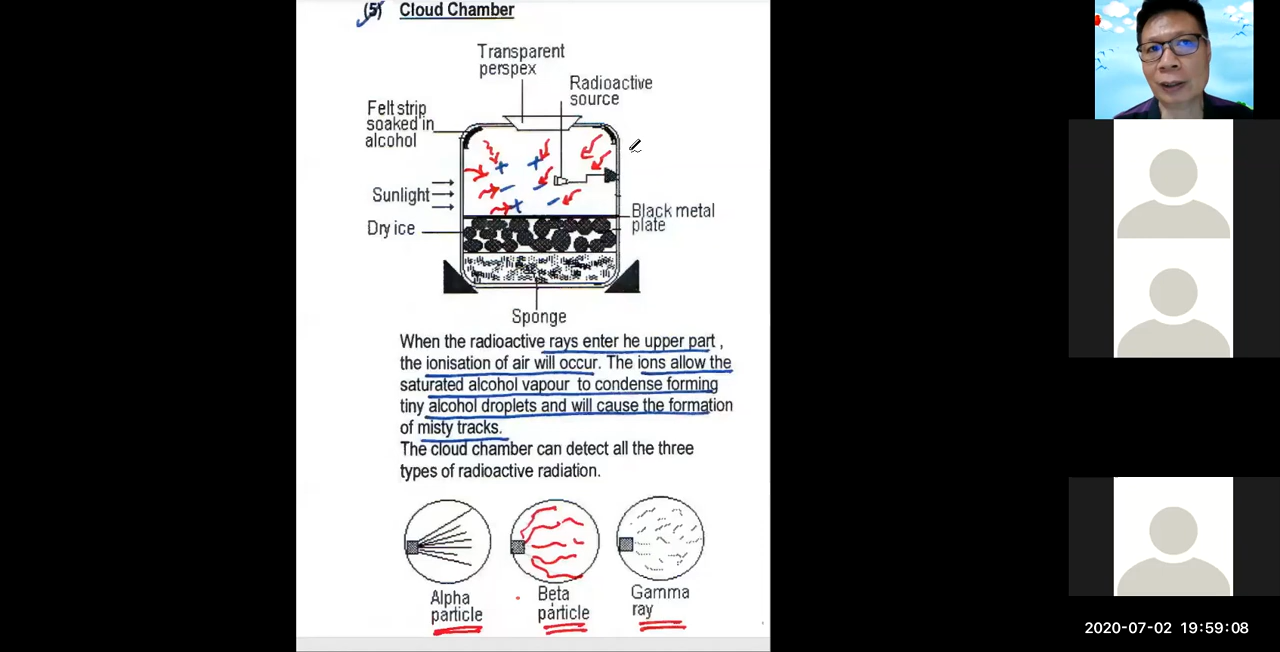 (5) Cloud Chamber
Transparent
perspex
Radioactive
source
Felt strip
soaked in
alcohol
Sunlight
Dry ice
Black metal
plate
Sponge
When the radioactive rays enter he upper part ,
the ionisation of air will occur. The ions allow the
saturated alcohol vapour to condense forming
tiny alcohol droplets and will cause the formation
of misty tracks.
The cloud chamber can detect all the three
types of radioactive radiation.
Alpha
particle
Beta
particle
Gamma
ray
2020-07-02 19:59:08